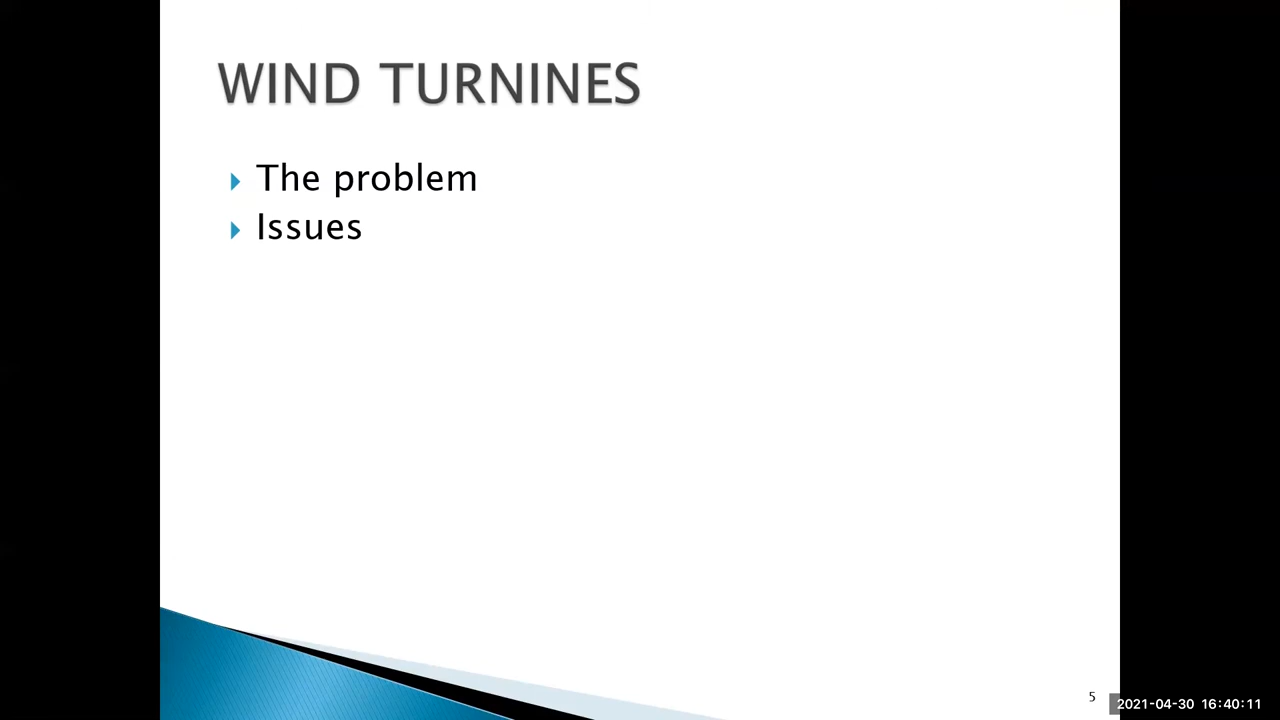 WIND TURNINES
The problem
Issues
5
2021-04-30 16:40:11